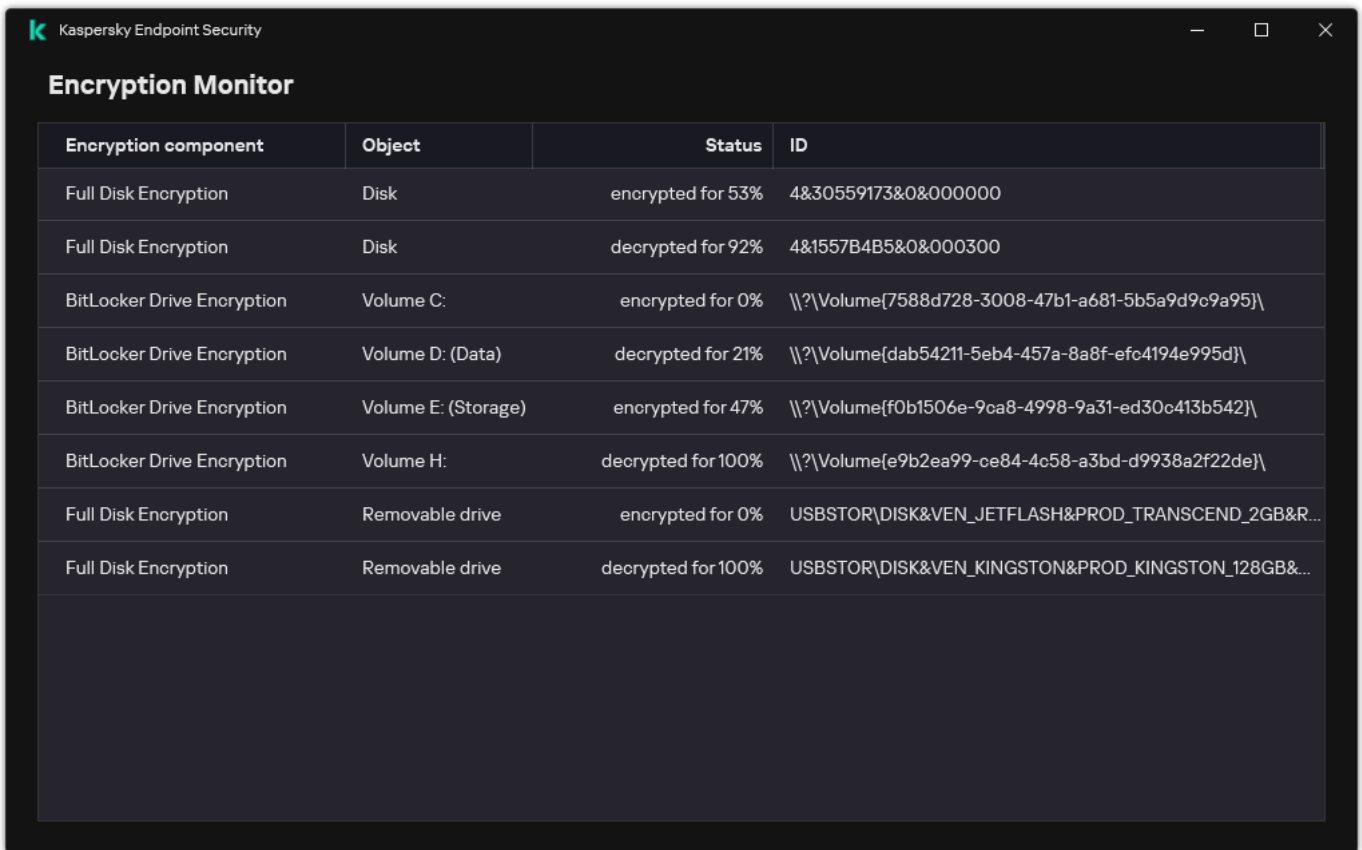 Kaspersky Endpoint Security
Encryption Monitor
Encryption component Object Status ID
Full Disk Encryption Disk encrypted for 53% 4&30559173&0&000000
Full Disk Encryption Disk decrypted for 92% 4&1557B4B5&0&000300
BitLocker Drive Encryption Volume C: encrypted for 0% \\?\Volume{7588d728-3008-47b1-a681-5b5a9d9c9a95}\
BitLocker Drive Encryption Volume D: (Data) decrypted for 21% \\?\Volume{dab54211-5eb4-457a-8a8f-efc4194e995d}\
BitLocker Drive Encryption Volume E: (Storage) encrypted for 47% \\?\Volume{f0b1506e-9ca8-4998-9a31-ed30c413b542}\
BitLocker Drive Encryption Volume H: decrypted for 100% \\?\Volume{e9b2ea99-ce84-4c58-a3bd-d9938a2f22de}\
Full Disk Encryption Removable drive encrypted for 0% USBSTOR\DISK&VEN_JETFLASH&PROD_TRANSCEND_2GB&R...
Full Disk Encryption Removable drive decrypted for 100% USBSTOR\DISK&VEN_KINGSTON&PROD_KINGSTON_128GB&...